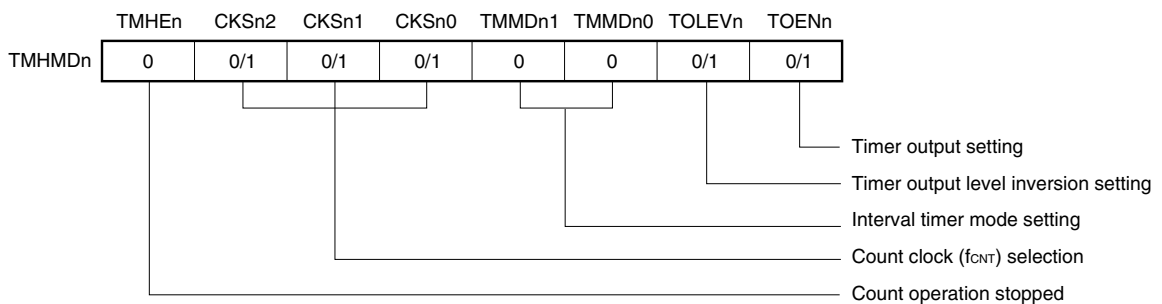 TMHEn CKSn2 CKSn1 CKSn0 TMMDn1 TMMDn0 TOLEVn TOENn
TMHMDn 0 0/1 0/1 0/1 0 0 0/1 0/1
Timer output setting
Timer output level inversion setting
Interval timer mode setting
Count clock (fCNT) selection
Count operation stopped